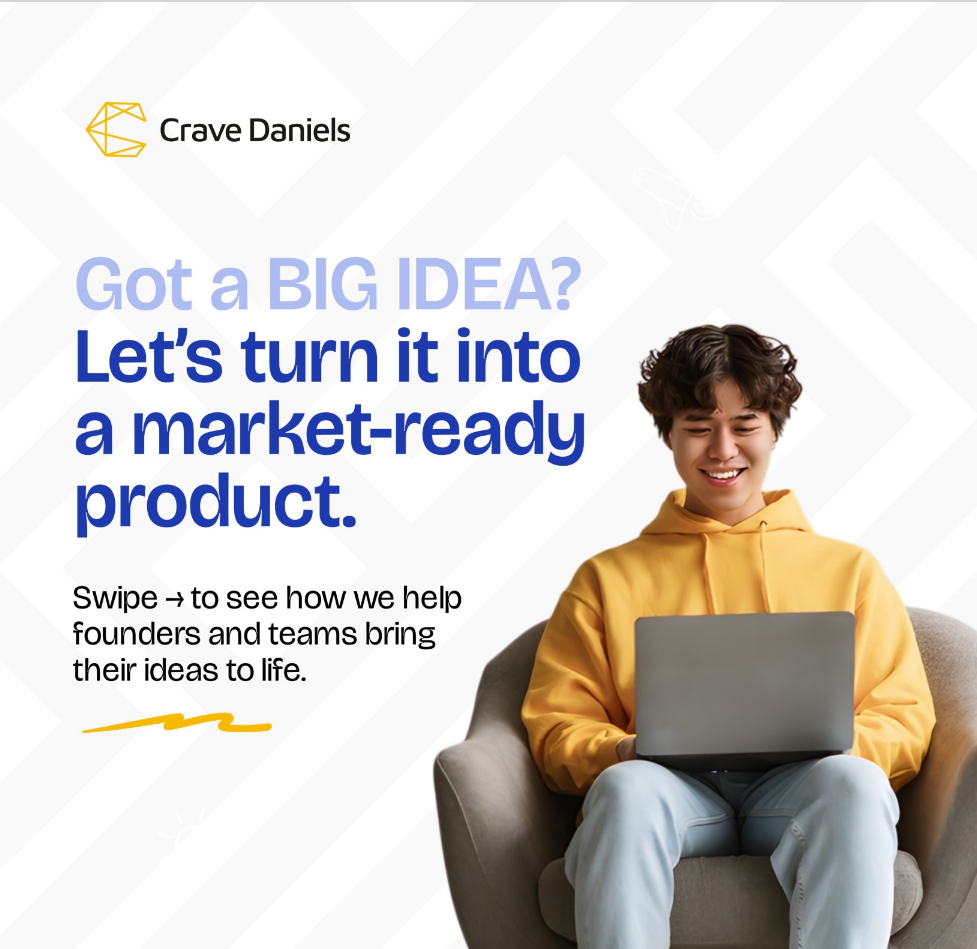 Crave Daniels
Got a BIG IDEA?
Let’s turn it into
a market-ready
product.
Swipe → to see how we help
founders and teams bring
their ideas to life.